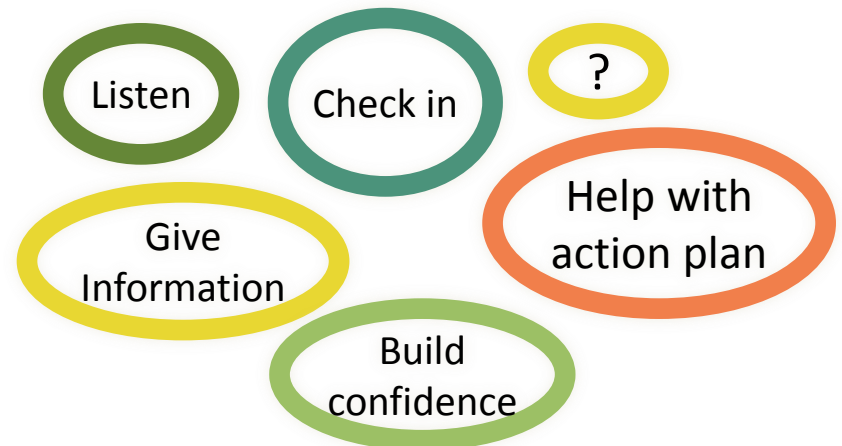 Listen
Check in
?
Help with
action plan
Give
Information
Build
confidence